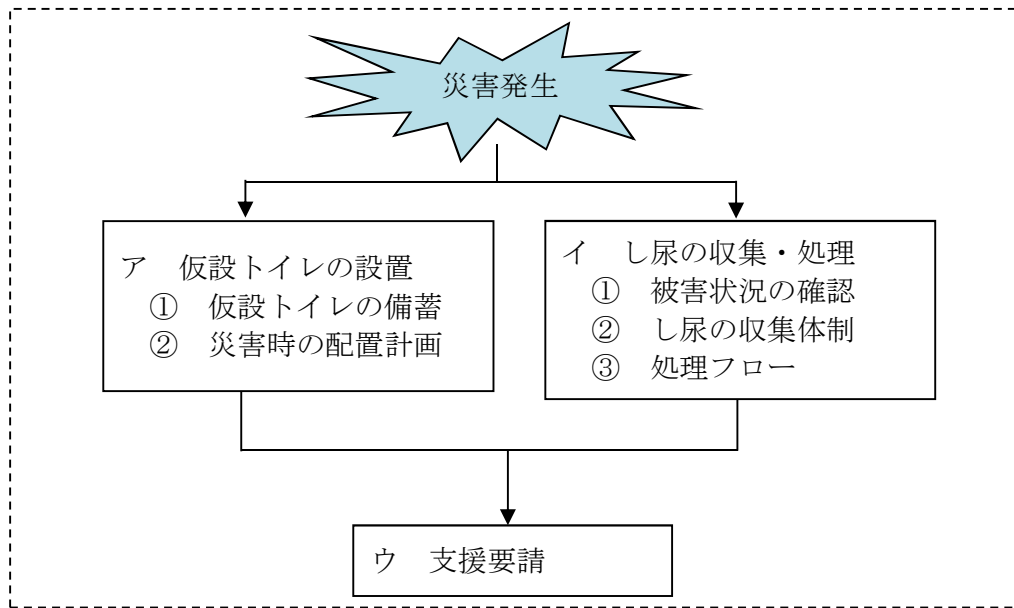 災害発生
ア　仮設トイレの設置
①　仮設トイレの備蓄
②　災害時の配置計画
イ　し尿の収集・処理
①　被害状況の確認
②　し尿の収集体制
③　処理フロー
ウ　支援要請